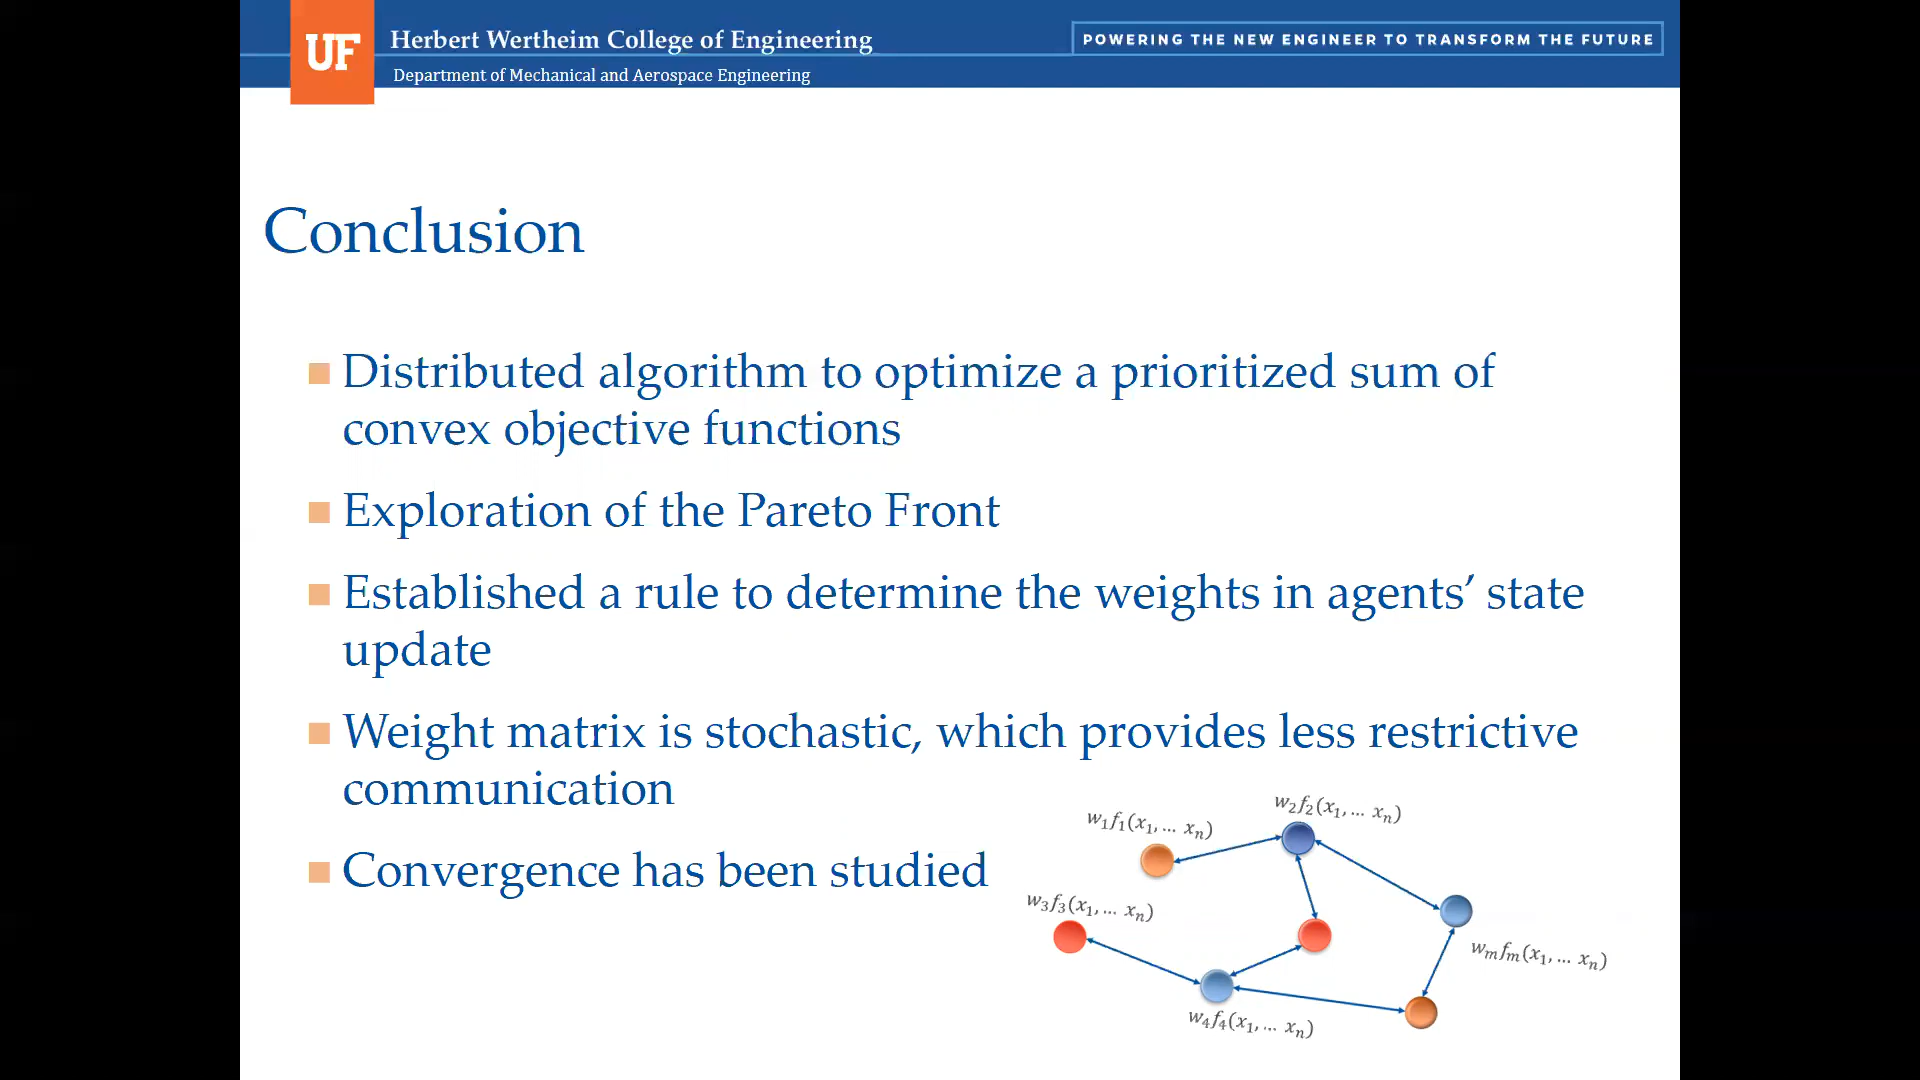 UF
Herbert Wertheim College of Engineering
Department of Mechanical and Aerospace Engineering
POWERING THE NEW ENGINEER TO TRANSFORM THE FUTURE
Conclusion
Distributed algorithm to optimize a prioritized sum of
convex objective functions
Exploration of the Pareto Front
Established a rule to determine the weights in agents’ state
update
Weight matrix is stochastic, which provides less restrictive
communication
Convergence has been studied
w₁f₁(x₁, … xₙ)
w₂f₂(x₁, … xₙ)
w₃f₃(x₁, … xₙ)
wₘfₘ(x₁, … xₙ)
w₄f₄(x₁, … xₙ)